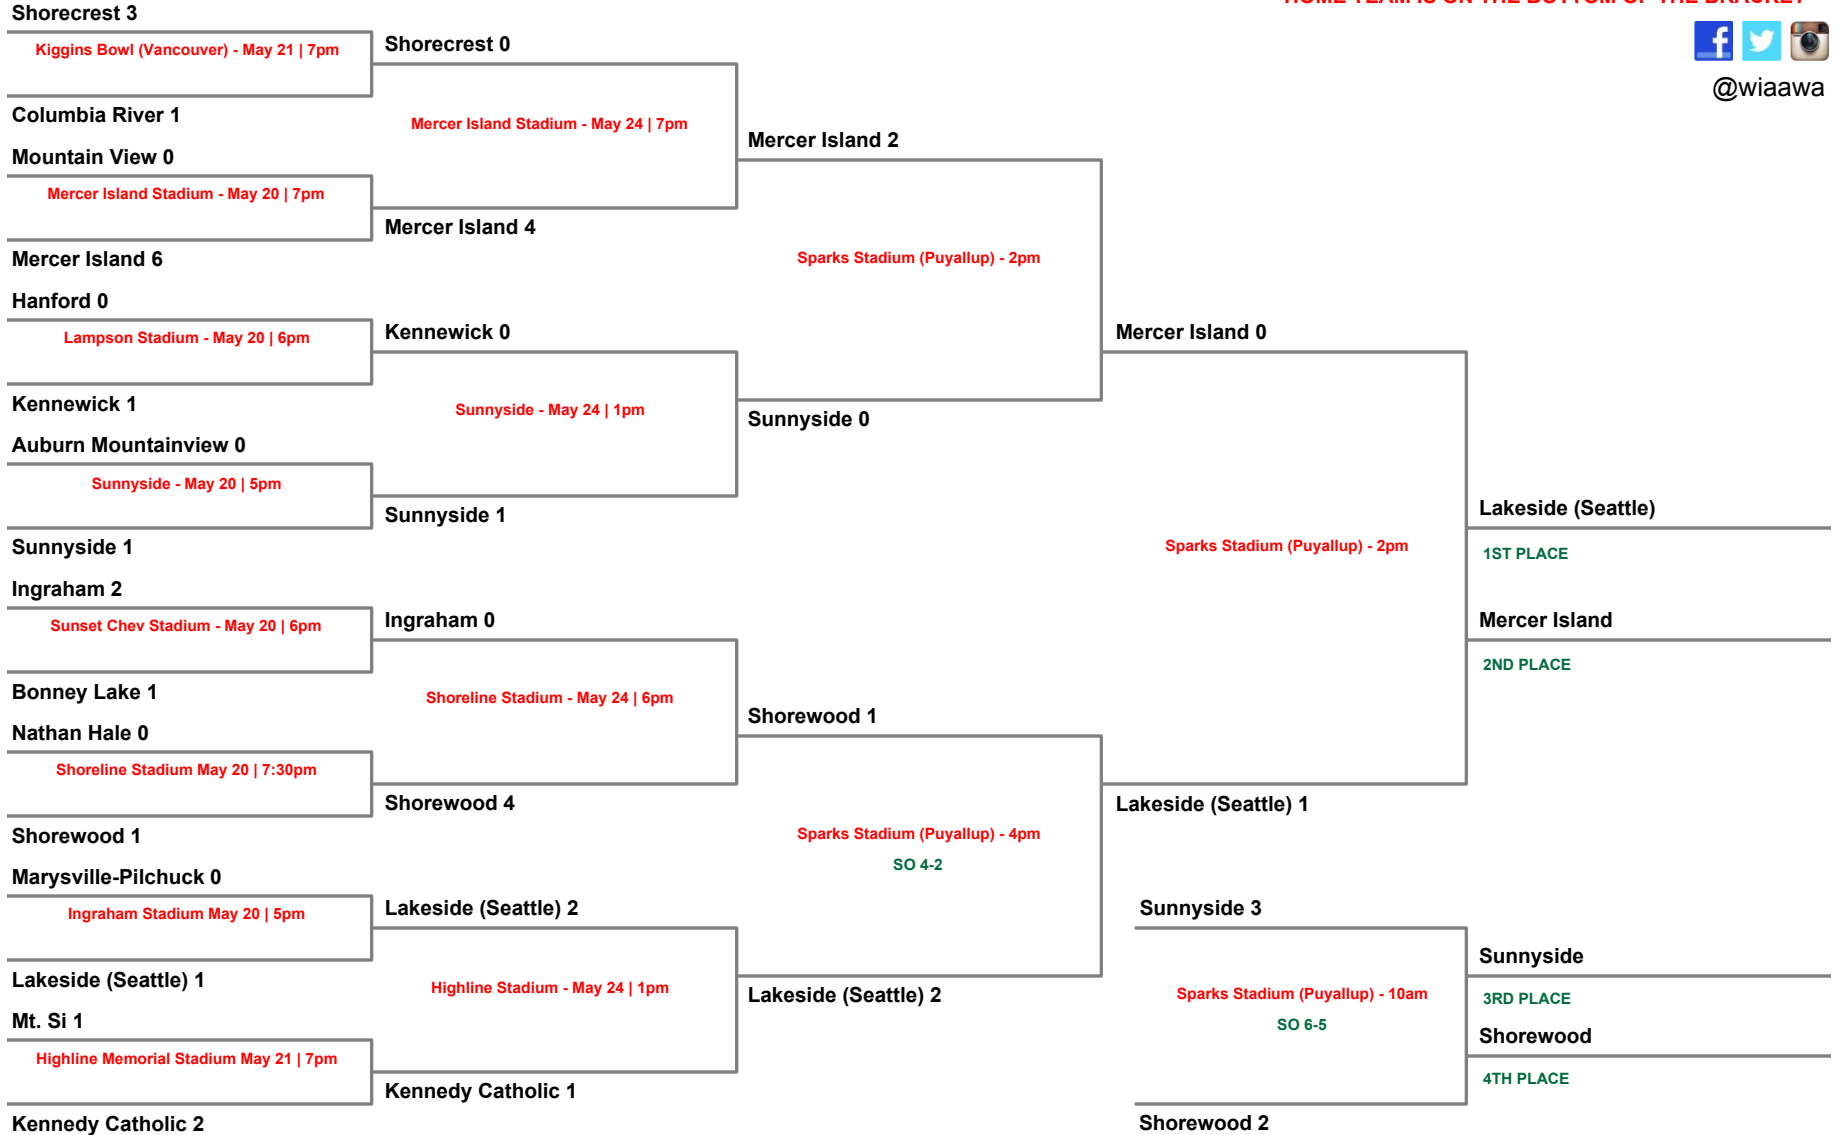 HOME TEAM IS ON THE BOTTOM OF THE BRACKET
@wiaawa
Shorecrest 3
Kiggins Bowl (Vancouver) - May 21 | 7pm
Columbia River 1
Mountain View 0
Mercer Island Stadium - May 20 | 7pm
Mercer Island 6
Hanford 0
Lampson Stadium - May 20 | 6pm
Kennewick 1
Auburn Mountainview 0
Sunnyside - May 20 | 5pm
Sunnyside 1
Ingraham 2
Sunset Chev Stadium - May 20 | 6pm
Bonney Lake 1
Nathan Hale 0
Shoreline Stadium May 20 | 7:30pm
Shorewood 1
Marysville-Pilchuck 0
Ingraham Stadium May 20 | 5pm
Lakeside (Seattle) 1
Mt. Si 1
Highline Memorial Stadium May 21 | 7pm
Kennedy Catholic 2
Shorecrest 0
Mercer Island Stadium - May 24 | 7pm
Mercer Island 4
Kennewick 0
Sunnyside - May 24 | 1pm
Sunnyside 1
Ingraham 0
Shoreline Stadium - May 24 | 6pm
Shorewood 4
Lakeside (Seattle) 2
Highline Stadium - May 24 | 1pm
Kennedy Catholic 1
Mercer Island 2
Sparks Stadium (Puyallup) - 2pm
Sunnyside 0
Shorewood 1
Sparks Stadium (Puyallup) - 4pm
SO 4-2
Lakeside (Seattle) 2
Mercer Island 0
Sparks Stadium (Puyallup) - 2pm
Lakeside (Seattle) 1
Sunnyside 3
Sparks Stadium (Puyallup) - 10am
SO 6-5
Shorewood 2
Lakeside (Seattle)
1ST PLACE
Mercer Island
2ND PLACE
Sunnyside
3RD PLACE
Shorewood
4TH PLACE